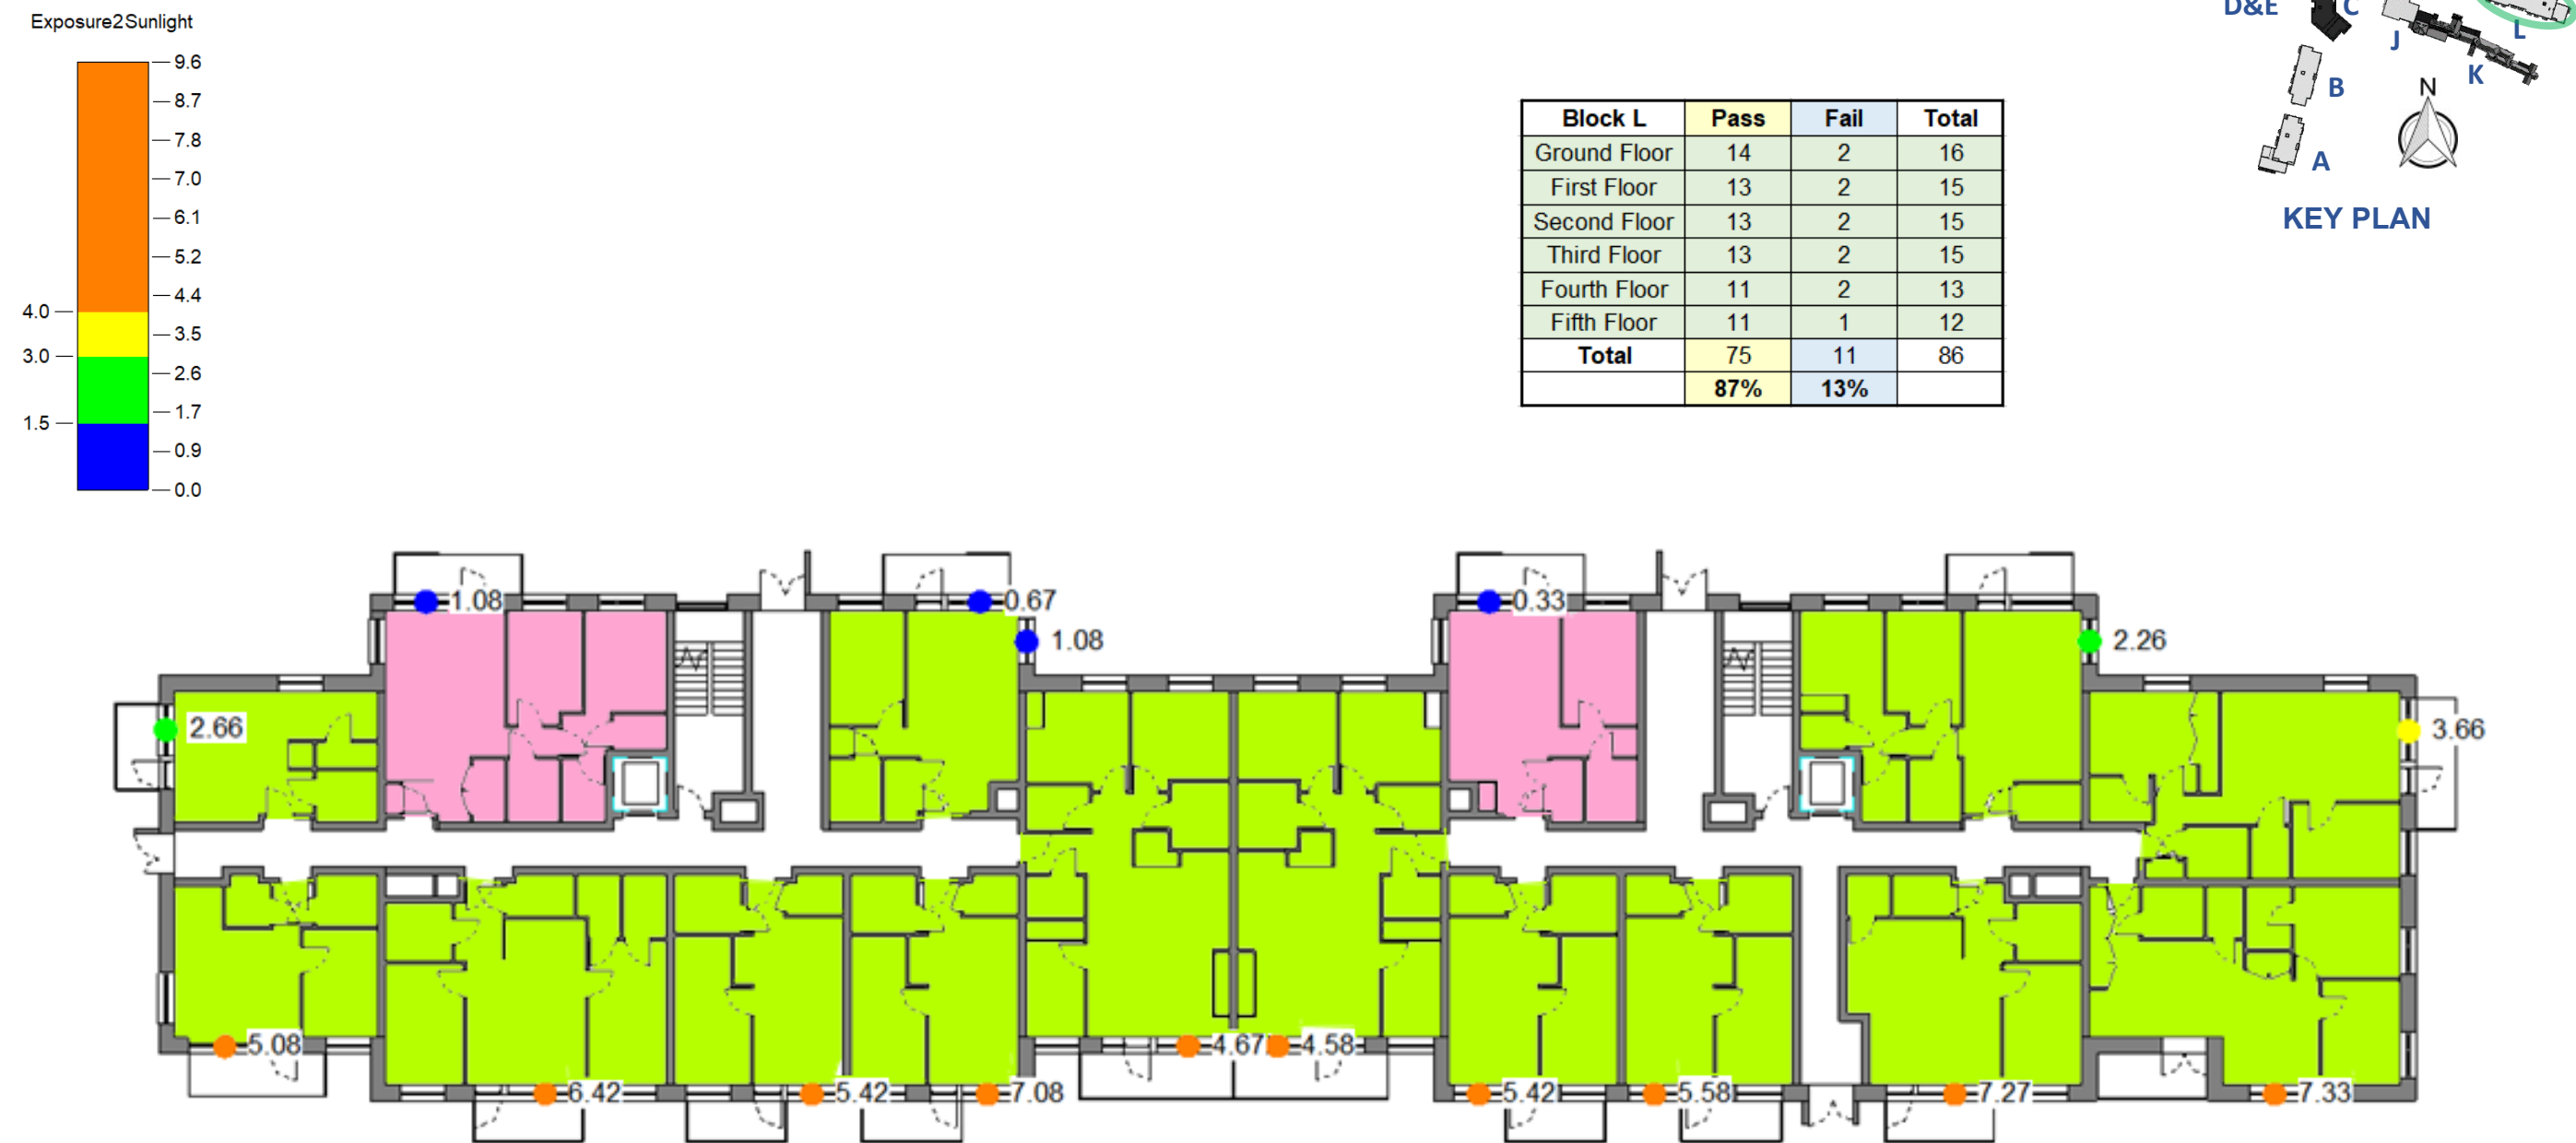 Exposure2Sunlight
9.6
8.7
7.8
7.0
6.1
5.2
4.4
4.0
3.5
3.0
2.6
1.7
1.5
0.9
0.0
Block L Pass Fail Total
Ground Floor 14 2 16
First Floor 13 2 15
Second Floor 13 2 15
Third Floor 13 2 15
Fourth Floor 11 2 13
Fifth Floor 11 1 12
Total 75 11 86
87% 13%
D&E C
L
J
K
B
N
A
KEY PLAN
1.08 0.67 0.33
1.08 2.26
2.66 3.66
5.08 4.67 4.58
6.42 5.42 7.08 5.42 5.58 7.27 7.33